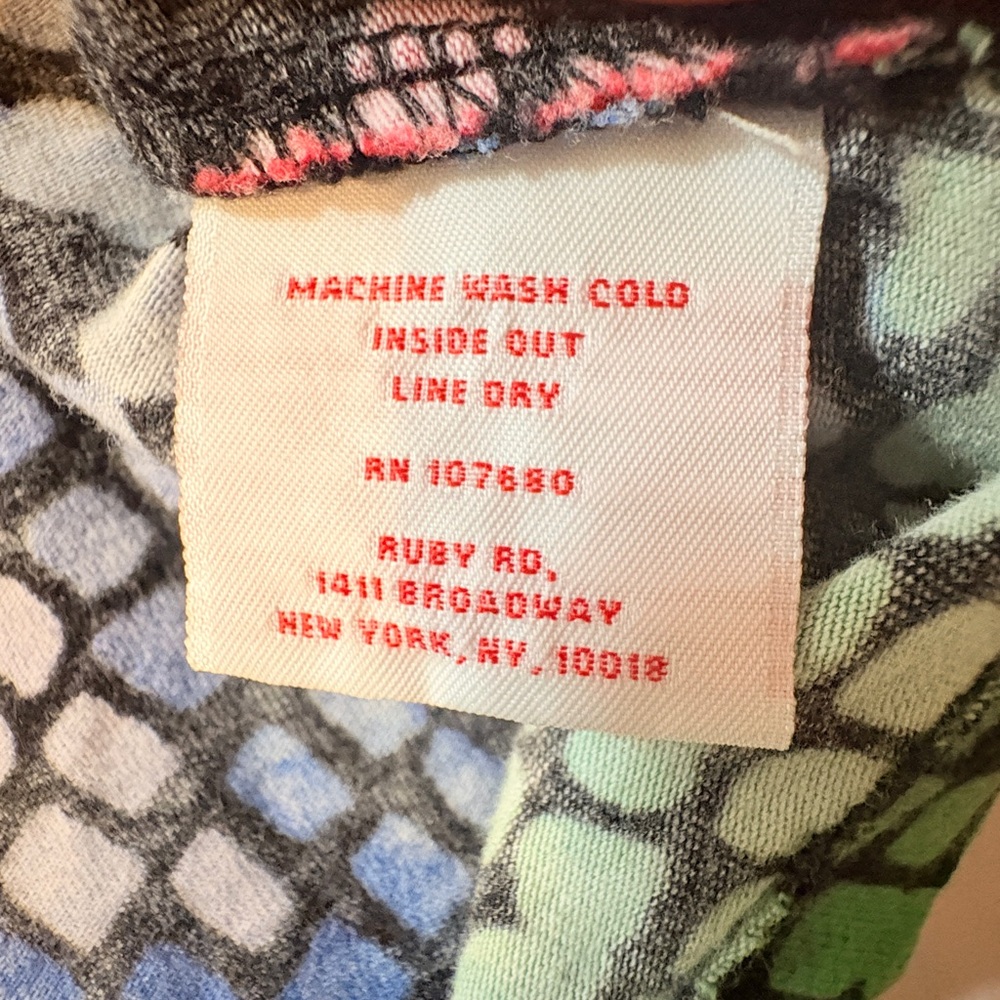 MACHINE WASH COLD
INSIDE OUT
LINE DRY
RN 107680
RUBY RD.
1411 BROADWAY
NEW YORK, NY. 10018